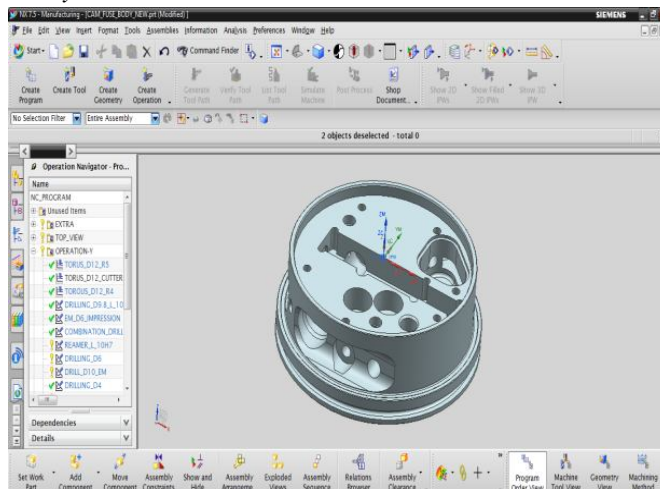 NX 7.5 - Manufacturing - [CAM_FUSE_BODY_NEW.prt (Modified) ]
SIEMENS
File Edit View Insert Format Tools Assemblies Information Analysis Preferences Window Help
Start Command Finder
Create Program
Create Tool
Create Geometry
Create Operation
Generate Tool Path
Verify Tool Path
List Tool Path
Simulate Machine
Post Process
Shop Document..
Show 2D IPWs
Show Filled 2D IPWs
Show 3D IPW
No Selection Filter
Entire Assembly
2 objects deselected - total 0
Operation Navigator - Pro...
Name
NC_PROGRAM
Unused Items
EXTRA
TOP_VIEW
OPERATION-Y
TORUS_D12_R5
TORUS_D12_CUTTER
TOROUS_D12_R4
DRILLING_D9.8_L_10
EM_D6_IMPRESSION
COMBINATION_DRILL
REAMER_L_10H7
DRILLING_D6
DRILL_D10_EM
DRILLING_D4
Dependencies
Details
Set Work Part
Add Component
Move Component
Assembly Constraints
Show and Hide
Assembly Arrangeme..
Exploded Views
Assembly Sequence
Relations Browser
Assembly Clearance
Program Order View
Machine Tool View
Geometry View
Machining Method